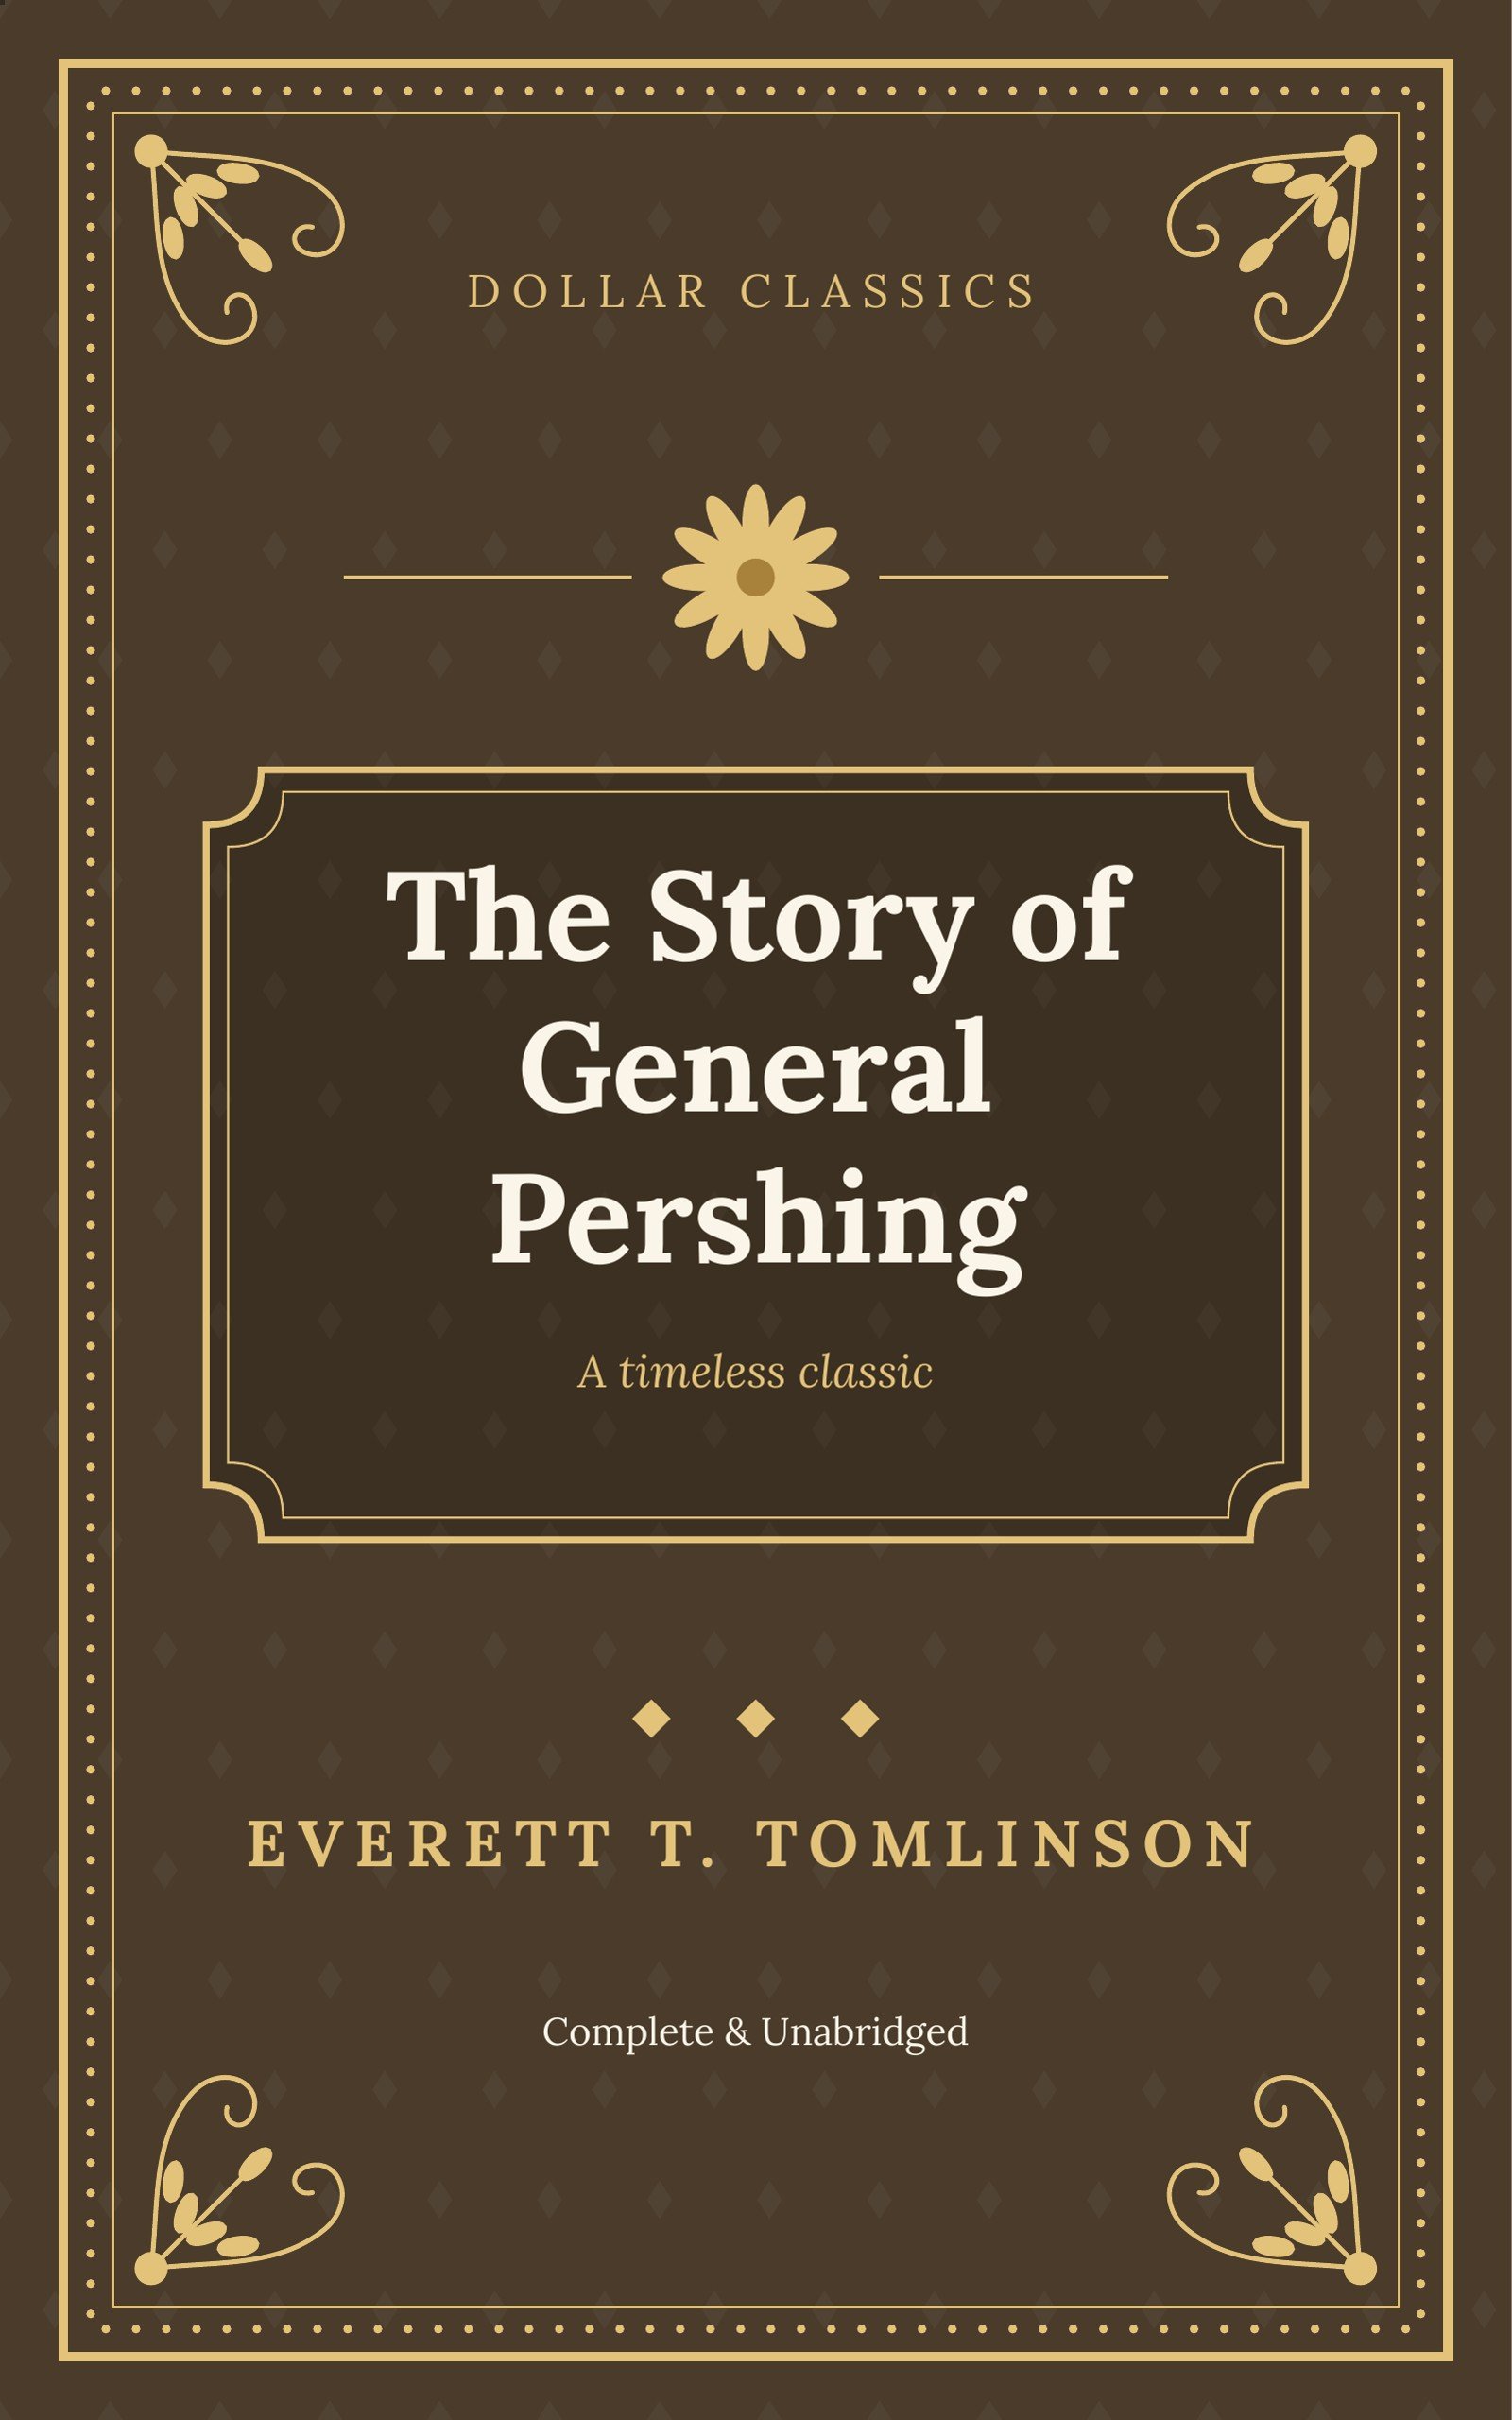 DOLLAR CLASSICS
The Story of
General
Pershing
A timeless classic
EVERETT T. TOMLINSON
Complete & Unabridged